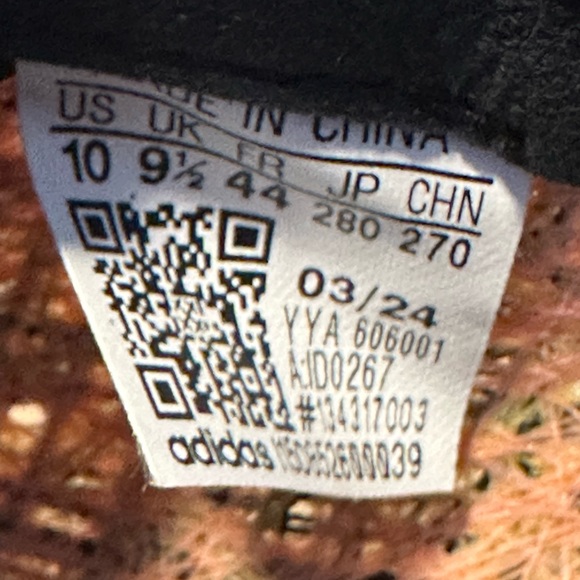 MADE IN CHINA
US UK FR JP CHN
10 9½ 44 280 270
03/24
YYA 606001
A:ID0267
#134317003
adidas